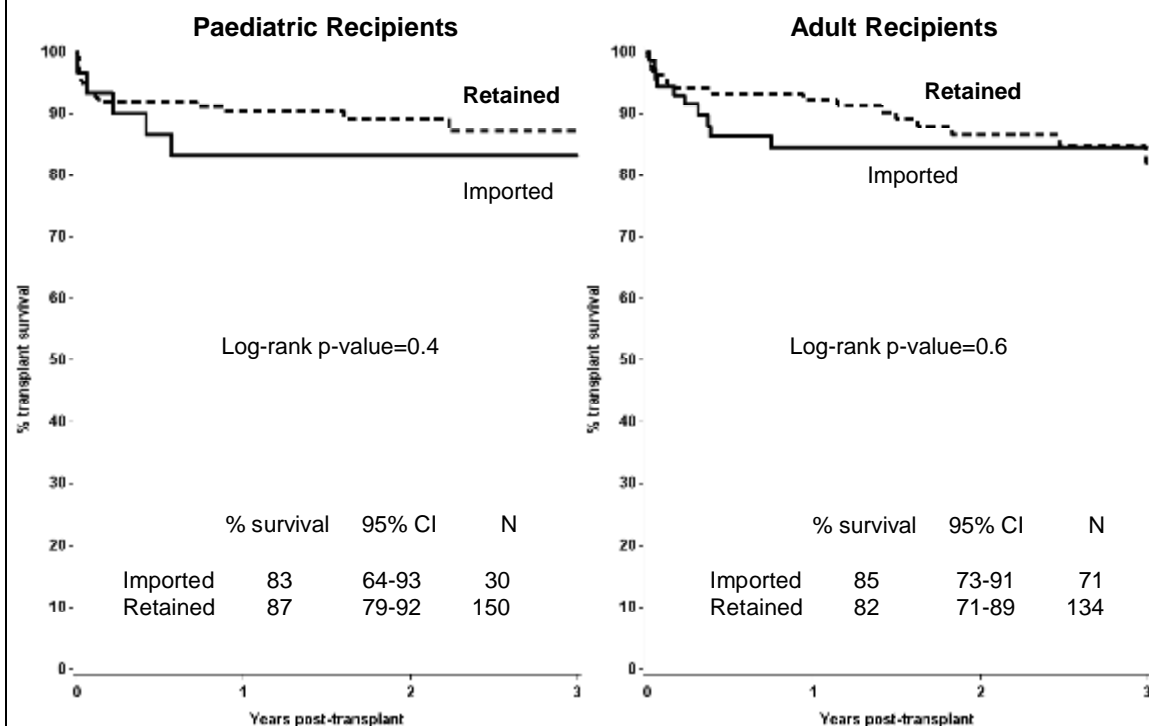 Paediatric Recipients
100
90
80
70
60
50
40
30
20
10
0
% transplant survival
Retained
Imported
Log-rank p-value=0.4
% survival 95% CI N
Imported 83 64-93 30
Retained 87 79-92 150
0 1 2 3
Years post-transplant
Adult Recipients
100
90
80
70
60
50
40
30
20
10
0
% transplant survival
Retained
Imported
Log-rank p-value=0.6
% survival 95% CI N
Imported 85 73-91 71
Retained 82 71-89 134
0 1 2 3
Years post-transplant